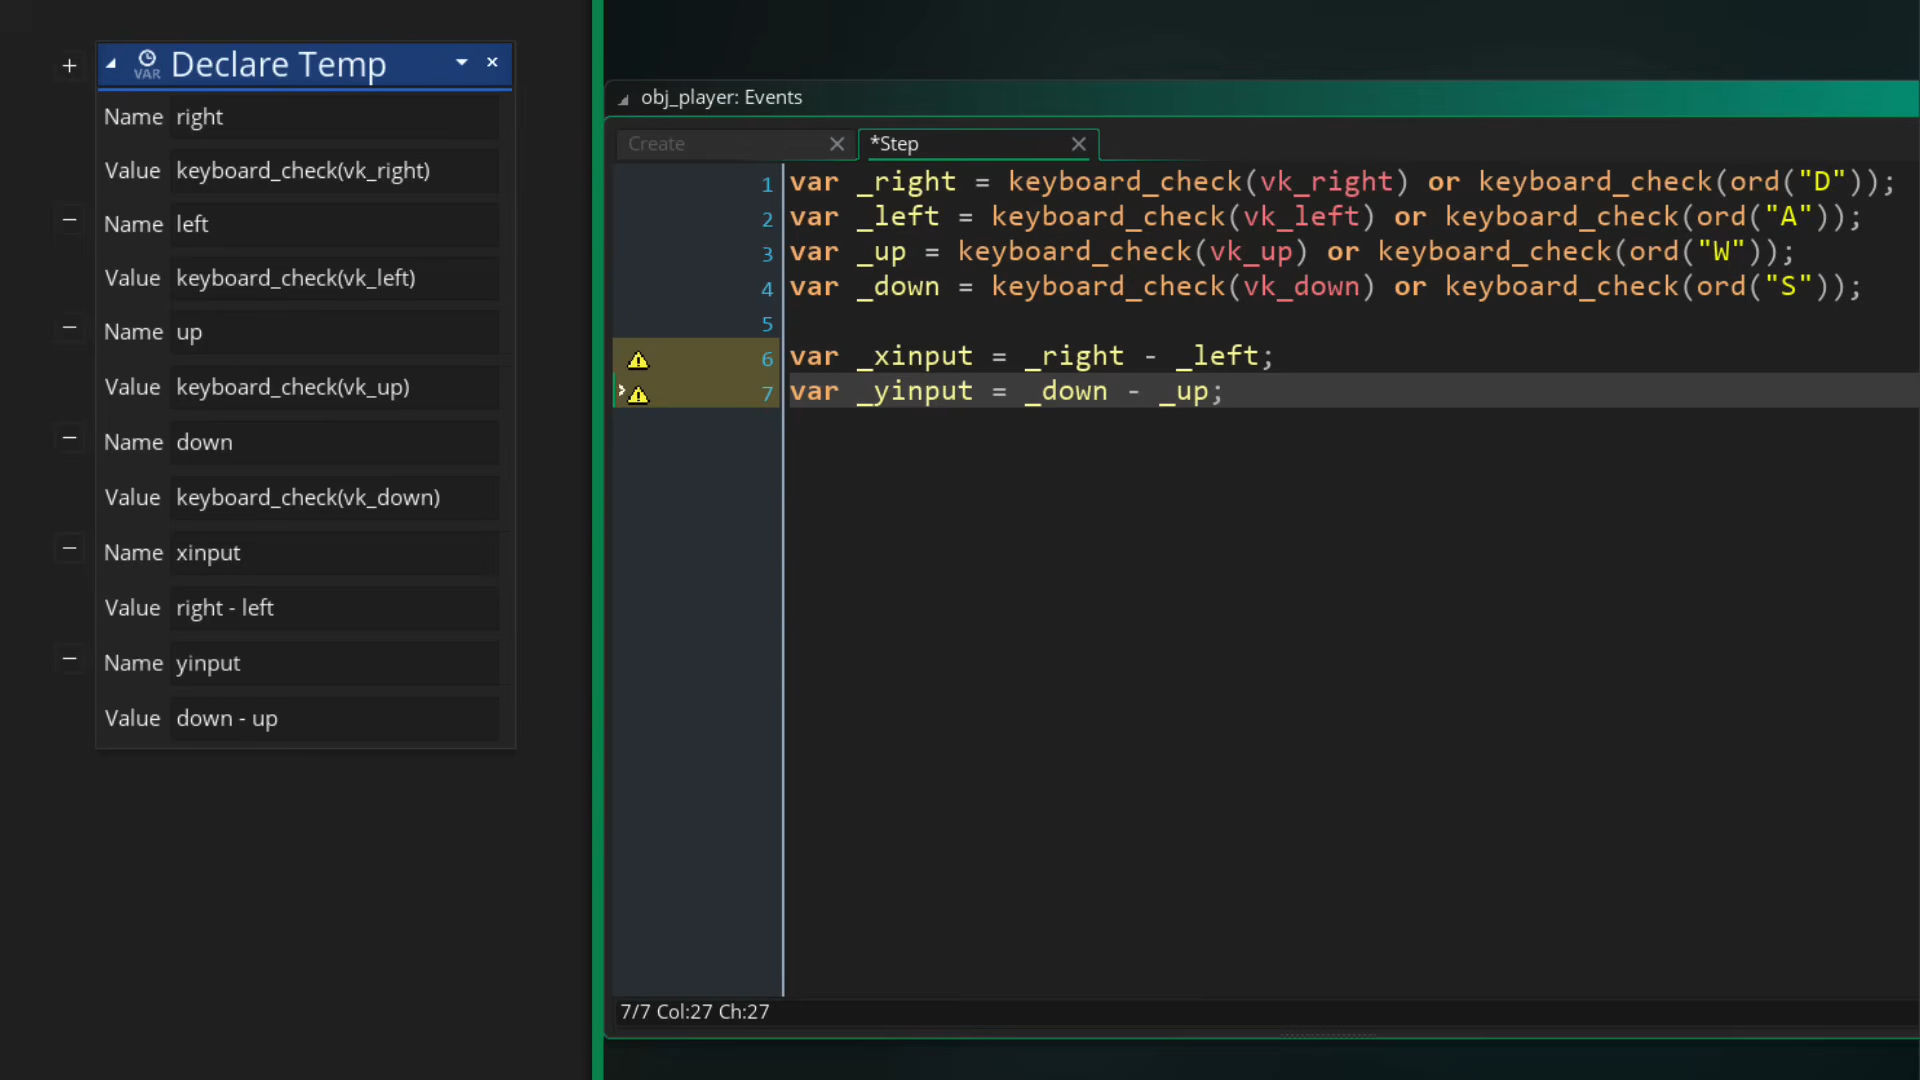 +
VAR Declare Temp
Name right
Value keyboard_check(vk_right)
Name left
Value keyboard_check(vk_left)
Name up
Value keyboard_check(vk_up)
Name down
Value keyboard_check(vk_down)
Name xinput
Value right - left
Name yinput
Value down - up
obj_player: Events
Create
*Step
1 var _right = keyboard_check(vk_right) or keyboard_check(ord("D"));
2 var _left = keyboard_check(vk_left) or keyboard_check(ord("A"));
3 var _up = keyboard_check(vk_up) or keyboard_check(ord("W"));
4 var _down = keyboard_check(vk_down) or keyboard_check(ord("S"));
5
6 var _xinput = _right - _left;
7 var _yinput = _down - _up;
7/7 Col:27 Ch:27